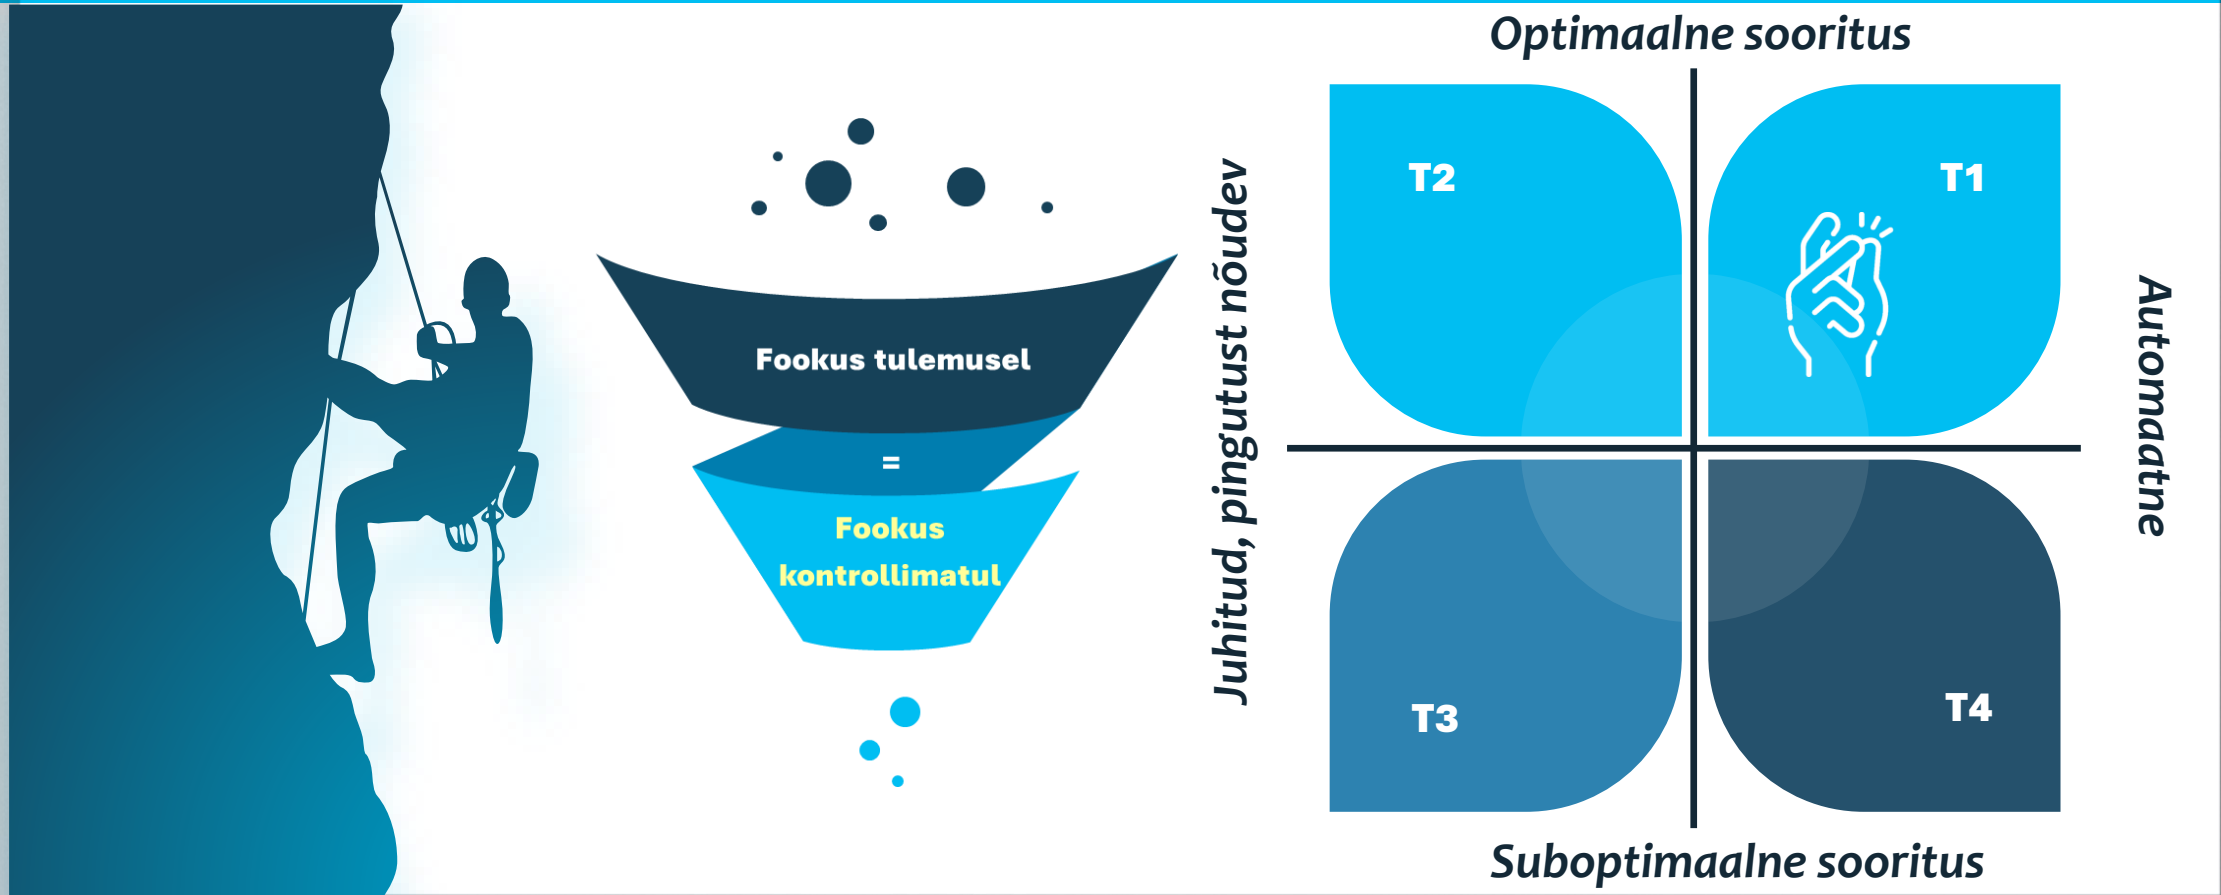 Fookus tulemusel
=
Fookus
kontrollimatul
Optimaalne sooritus
Juhitud, pingutust nõudev
T2
T1
Automaatne
T3
T4
Suboptimaalne sooritus